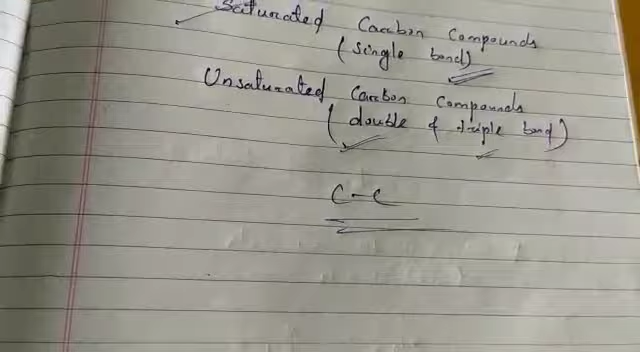 Saturated Carbon Compounds
(single bond)
Unsaturated Carbon Compounds
(double & triple bond)
C-C